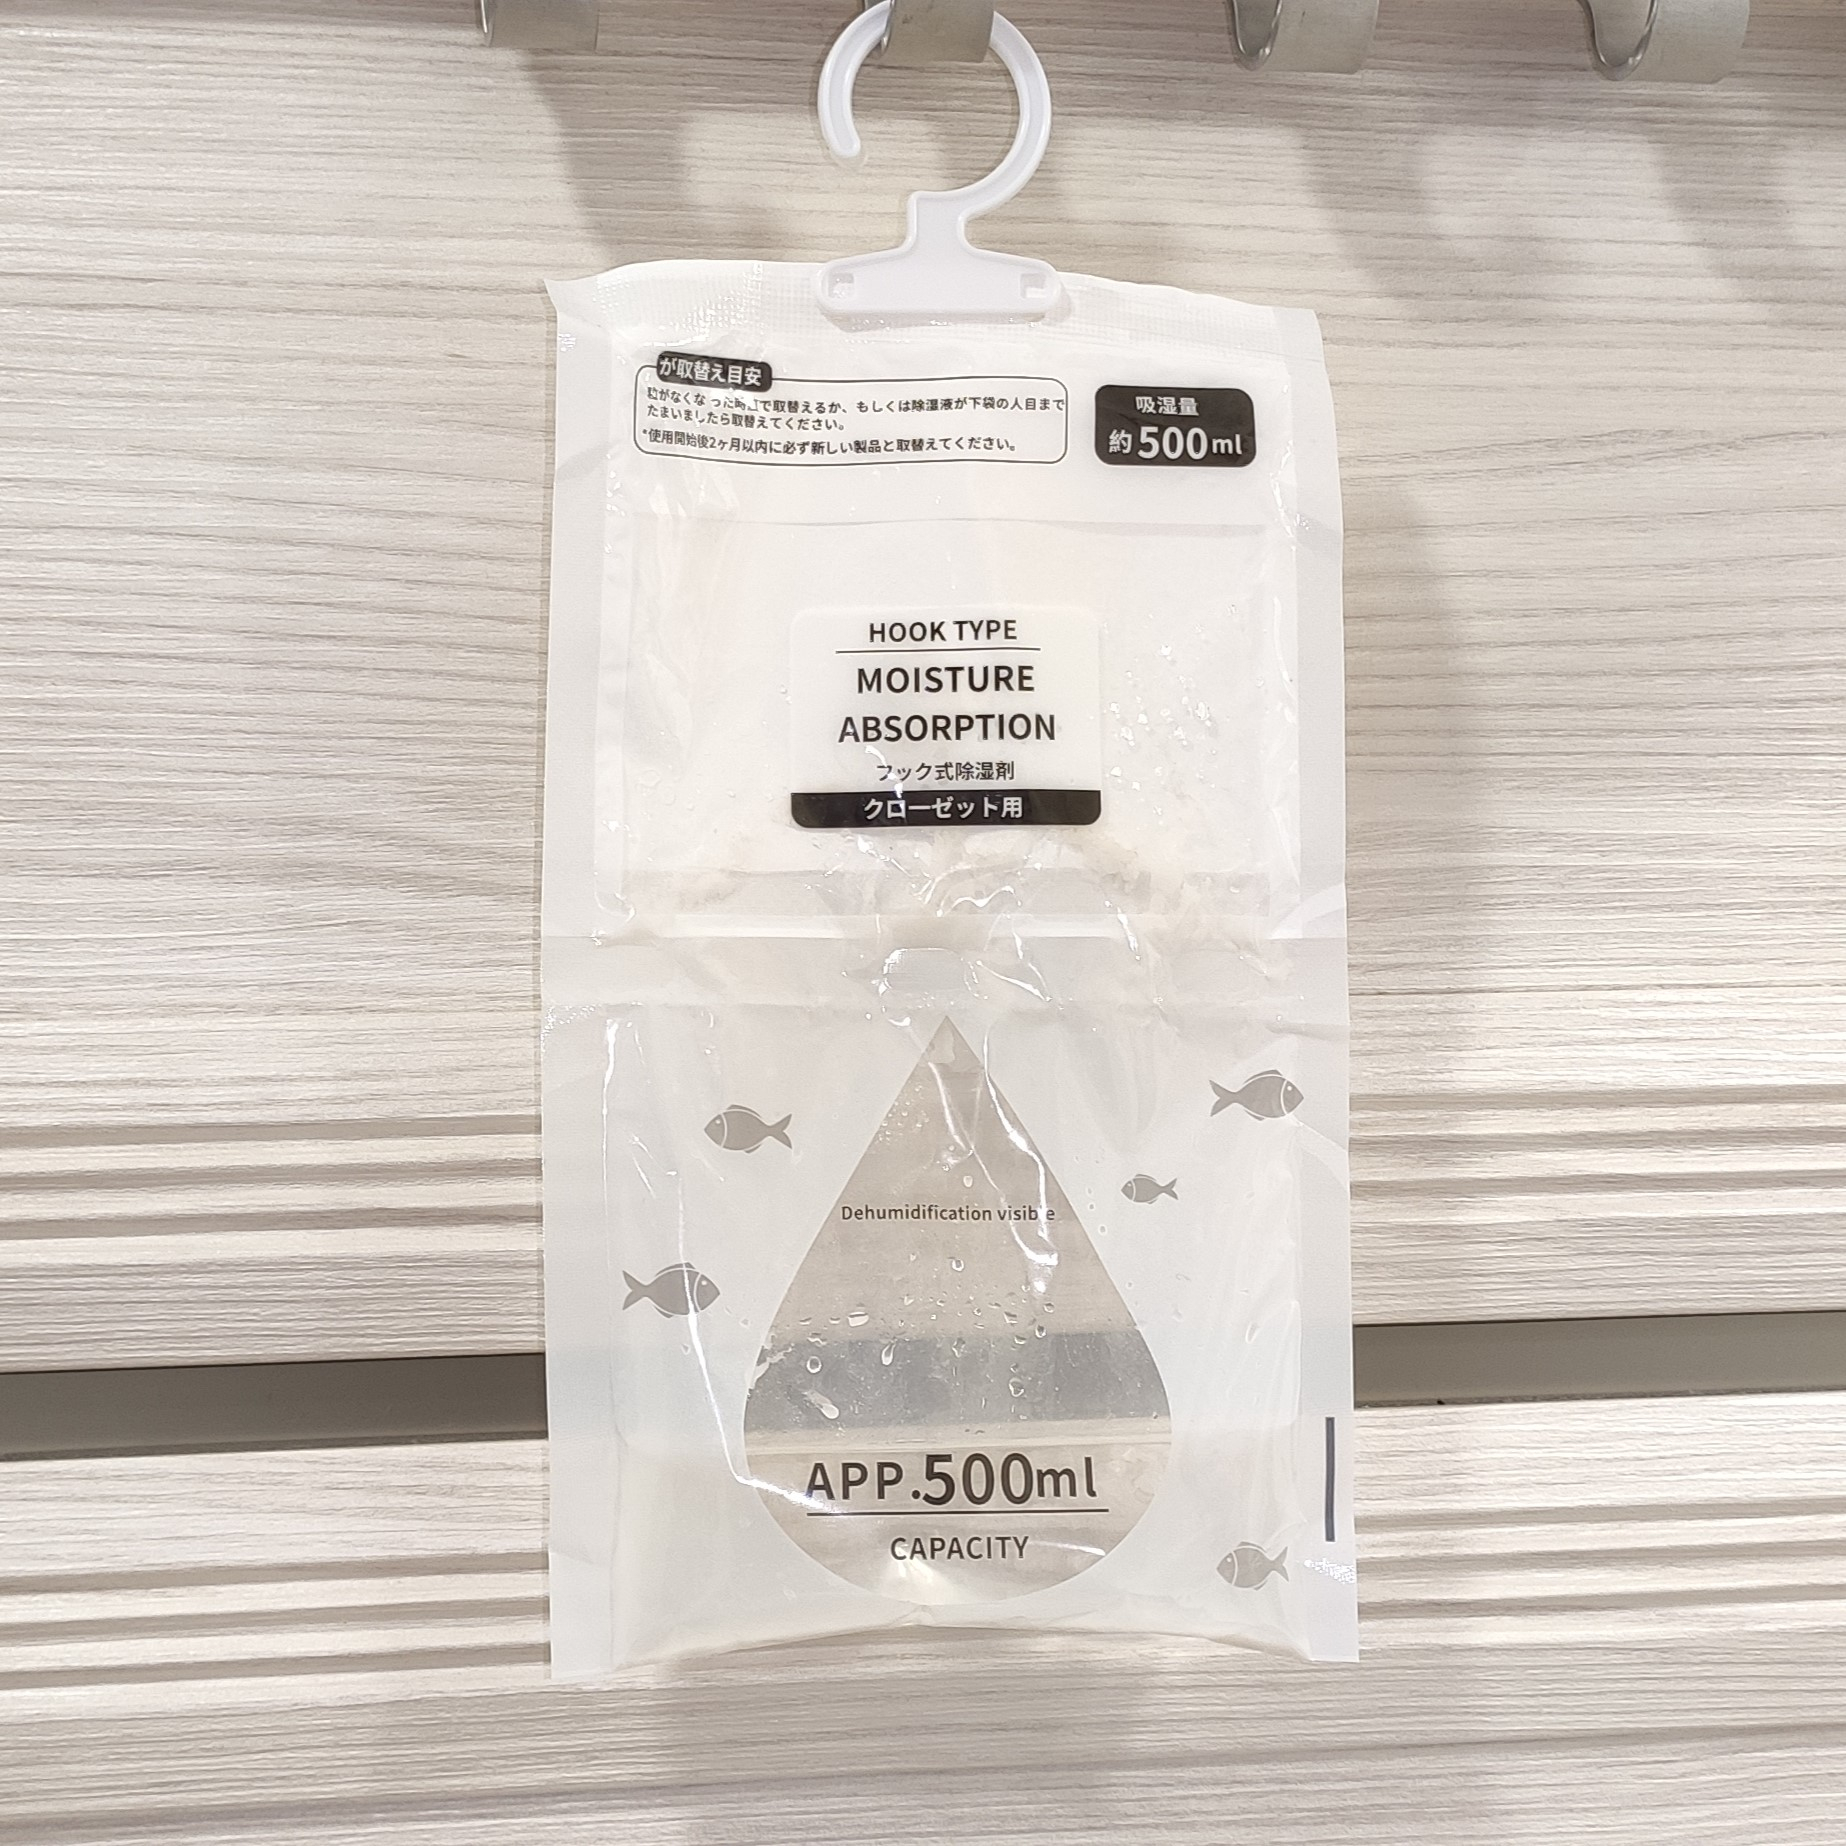 が取替え目安
粒がなくなった時点で取替えるか、もしくは除湿液が下袋の人目まで
たまいましたら取替えてください。
*使用開始後2ヶ月以内に必ず新しい製品と取替えてください。
吸湿量
約500ml
HOOK TYPE
MOISTURE
ABSORPTION
フック式除湿剤
クローゼット用
Dehumidification visible
APP.500ml
CAPACITY